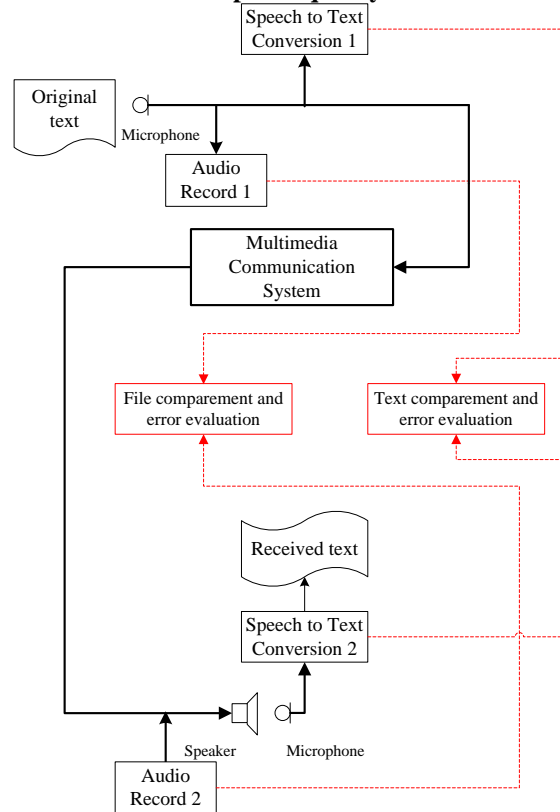 Speech to Text
Conversion 1
Original
text
Microphone
Audio
Record 1
Multimedia
Communication
System
File comparement and
error evaluation
Text comparement and
error evaluation
Received text
Speech to Text
Conversion 2
Speaker
Microphone
Audio
Record 2